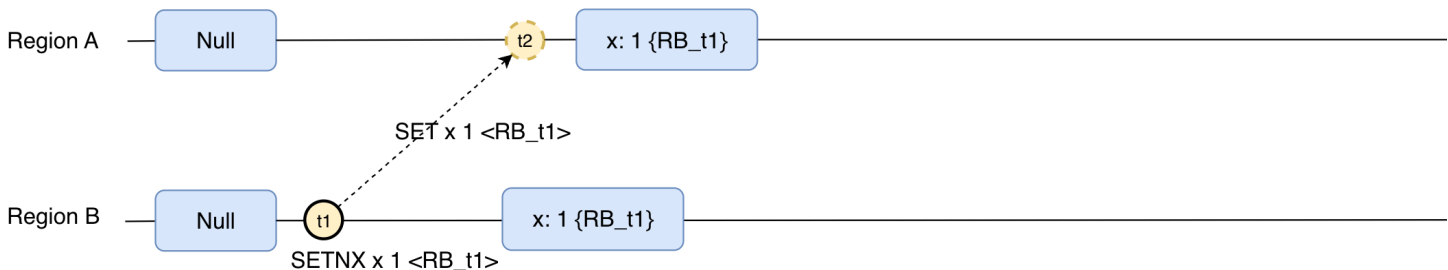 Region A
Null
t2
x: 1 {RB_t1}
SET x 1 <RB_t1>
Region B
Null
t1
x: 1 {RB_t1}
SETNX x 1 <RB_t1>